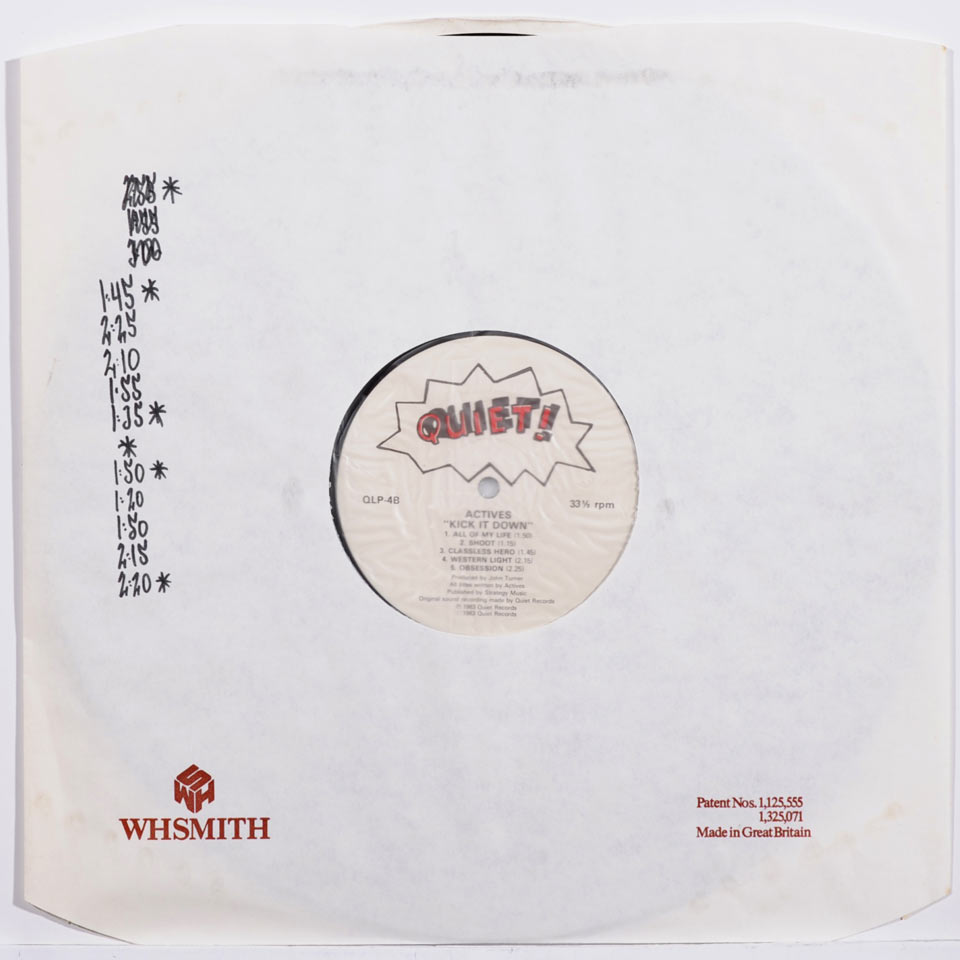 *
1:45 *
2:25
2:10
1:55
1:35 *
*
1:50 *
1:20
1:50
2:15
2:20 *
QUIET!
QLP-4B
33⅓ rpm
ACTIVES
"KICK IT DOWN"
1. ALL OF MY LIFE (1.50)
2. SHOOT (1.15)
3. CLASSLESS HERO (1.45)
4. WESTERN LIGHT (2.15)
5. OBSESSION (2.25)
Produced by John Turner
All titles written by Actives
Published by Strategy Music
Original sound recording made by Quiet Records
℗ 1983 Quiet Records
© 1983 Quiet Records
SWH
WHSMITH
Patent Nos. 1,125,555
1,325,071
Made in Great Britain